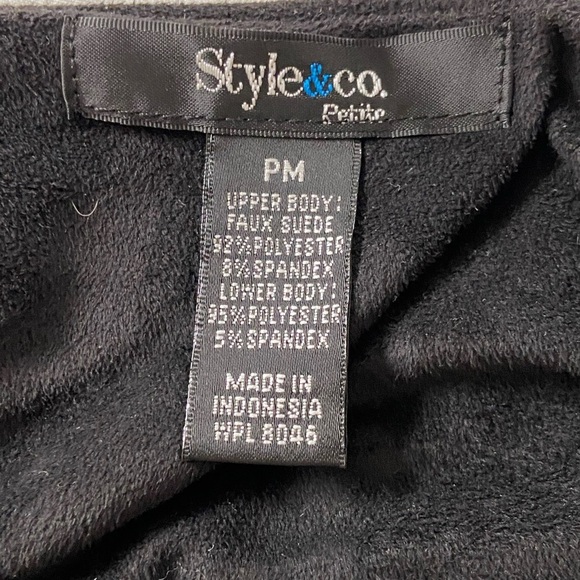 Style&co.
Petite
PM
UPPER BODY:
FAUX SUEDE
92%POLYESTER
8%SPANDEX
LOWER BODY:
95%POLYESTER
5%SPANDEX
MADE IN
INDONESIA
WPL 8046